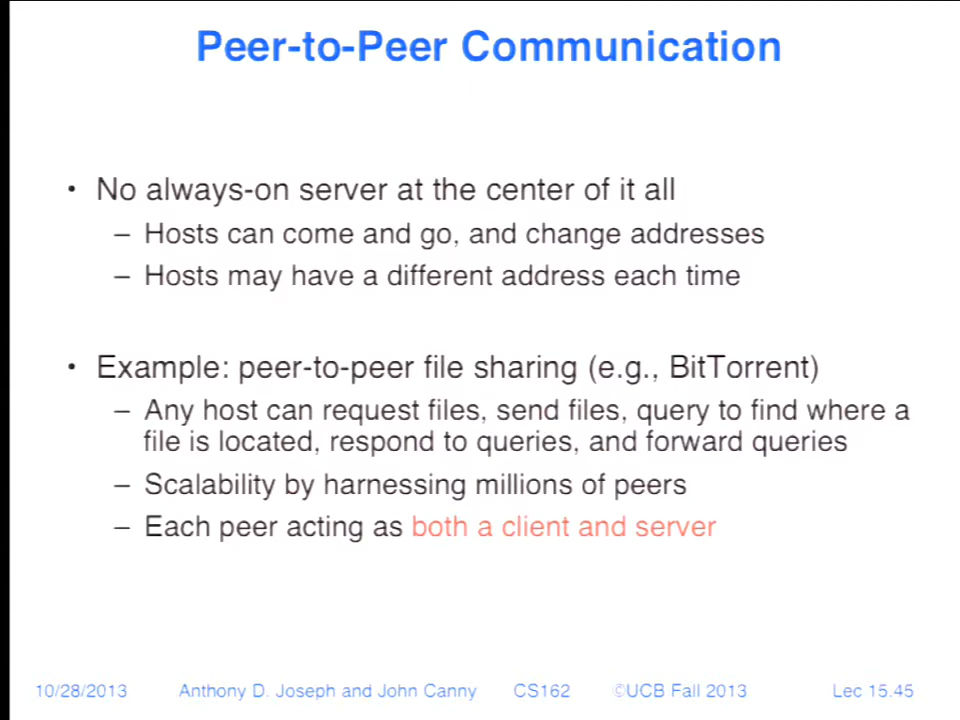 Peer-to-Peer Communication
• No always-on server at the center of it all
– Hosts can come and go, and change addresses
– Hosts may have a different address each time
• Example: peer-to-peer file sharing (e.g., BitTorrent)
– Any host can request files, send files, query to find where a
file is located, respond to queries, and forward queries
– Scalability by harnessing millions of peers
– Each peer acting as both a client and server
10/28/2013 Anthony D. Joseph and John Canny CS162 ©UCB Fall 2013 Lec 15.45